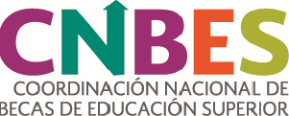 CNBES
COORDINACIÓN NACIONAL DE
BECAS DE EDUCACIÓN SUPERIOR